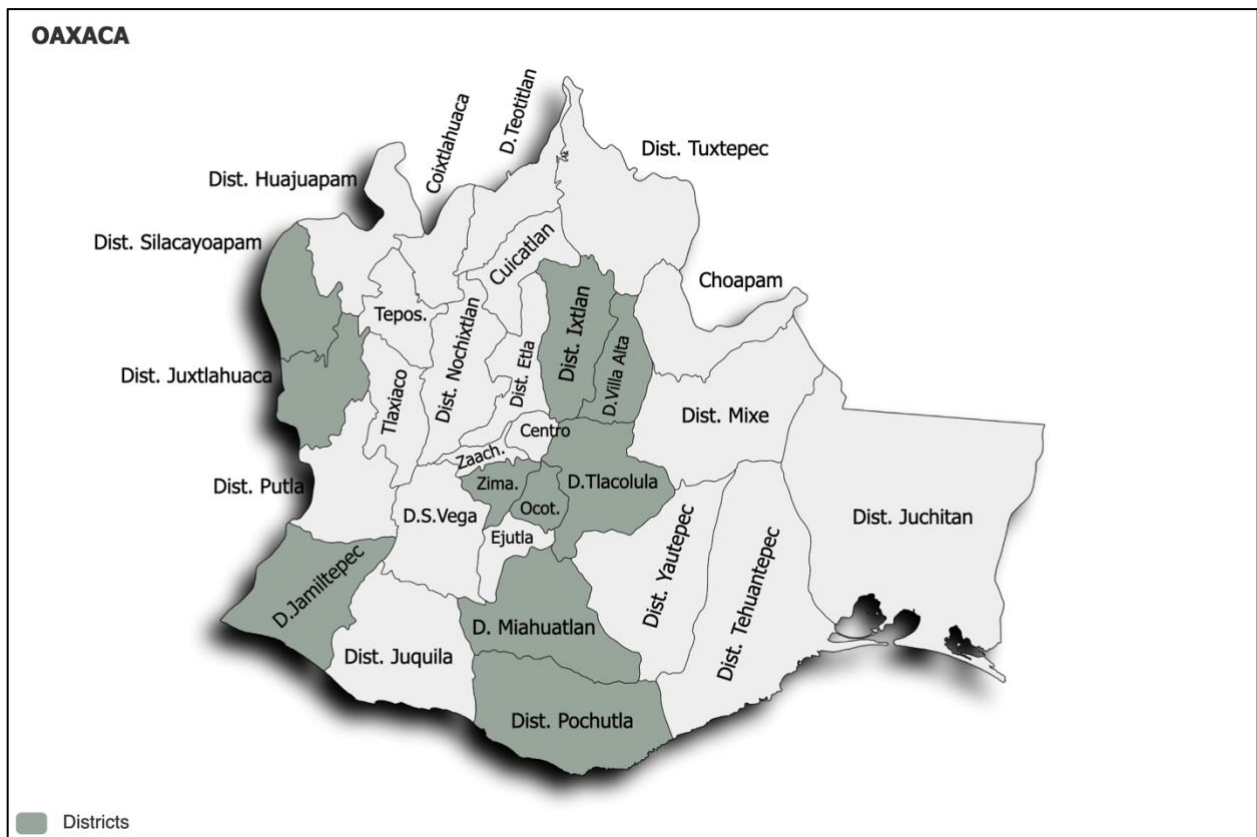 OAXACA
D.Teotitlan
Coixtlahuaca
Dist. Tuxtepec
Dist. Huajuapam
Dist. Silacayoapam
Cuicatlan
Choapam
Tepos.
Dist. Ixtlan
Dist. Nochixtlan
D.Villa Alta
Dist. Etla
Dist. Juxtlahuaca
Tlaxiaco
Dist. Mixe
Centro
Zaach.
Zima.
D.Tlacolula
Dist. Putla
Ocot.
D.S.Vega
Dist. Juchitan
Ejutla
Dist. Yautepec
Dist. Tehuantepec
D.Jamiltepec
D. Miahuatlan
Dist. Juquila
Dist. Pochutla
Districts